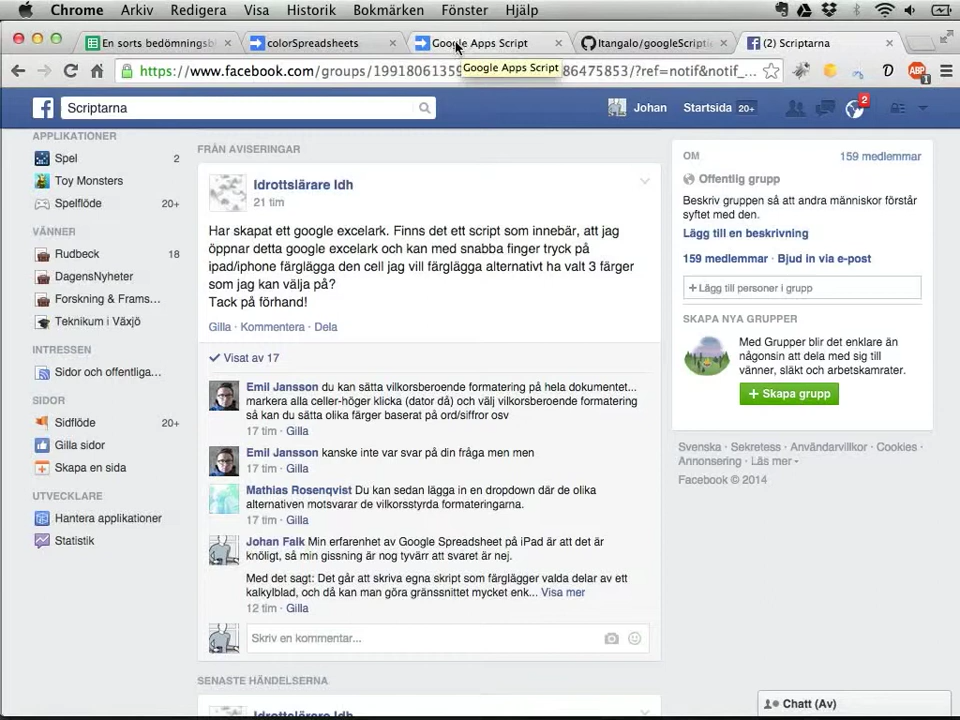 Chrome Arkiv Redigera Visa Historik Bokmärken Fönster Hjälp
En sorts bedömningsbl
colorSpreadsheets
Google Apps Script
Itangalo/googleScriptie
(2) Scriptarna
https://www.facebook.com/groups/1991806135 86475853/?ref=notif&notif_...
Google Apps Script
Scriptarna
Johan Startsida 20+
2
APPLIKATIONER
Spel 2
Toy Monsters
Spelflöde 20+
VÄNNER
Rudbeck 18
DagensNyheter
Forskning & Frams...
Teknikum i Växjö
INTRESSEN
Sidor och offentliga...
SIDOR
Sidflöde 20+
Gilla sidor
Skapa en sida
UTVECKLARE
Hantera applikationer
Statistik
FRÅN AVISERINGAR
Idrottslärare Idh
21 tim
Har skapat ett google excelark. Finns det ett script som innebär, att jag
öppnar detta google excelark och kan med snabba finger tryck på
ipad/iphone färglägga den cell jag vill färglägga alternativt ha valt 3 färger
som jag kan välja på?
Tack på förhand!
Gilla · Kommentera · Dela
Visat av 17
Emil Jansson du kan sätta vilkorsberoende formatering på hela dokumentet...
markera alla celler-höger klicka (dator då) och välj vilkorsberoende formatering
så kan du sätta olika färger baserat på ord/siffror osv
17 tim · Gilla
Emil Jansson kanske inte var svar på din fråga men men
17 tim · Gilla
Mathias Rosenqvist Du kan sedan lägga in en dropdown där de olika
alternativen motsvarar de vilkorsstyrda formateringarna.
17 tim · Gilla
Johan Falk Min erfarenhet av Google Spreadsheet på iPad är att det är
knöligt, så min gissning är nog tyvärr att svaret är nej.
Med det sagt: Det går att skriva egna skript som färglägger valda delar av ett
kalkylblad, och då kan man göra gränssnittet mycket enk... Visa mer
12 tim · Gilla
Skriv en kommentar...
SENASTE HÄNDELSERNA
Idrottslärare Idh
OM 159 medlemmar
Offentlig grupp
Beskriv gruppen så att andra människor förstår
syftet med den.
Lägg till en beskrivning
159 medlemmar · Bjud in via e-post
+ Lägg till personer i grupp
SKAPA NYA GRUPPER
Med Grupper blir det enklare än
någonsin att dela med sig till
vänner, släkt och arbetskamrater.
+ Skapa grupp
Svenska · Sekretess · Användarvillkor · Cookies ·
Annonsering · Läs mer
Facebook © 2014
Chatt (Av)